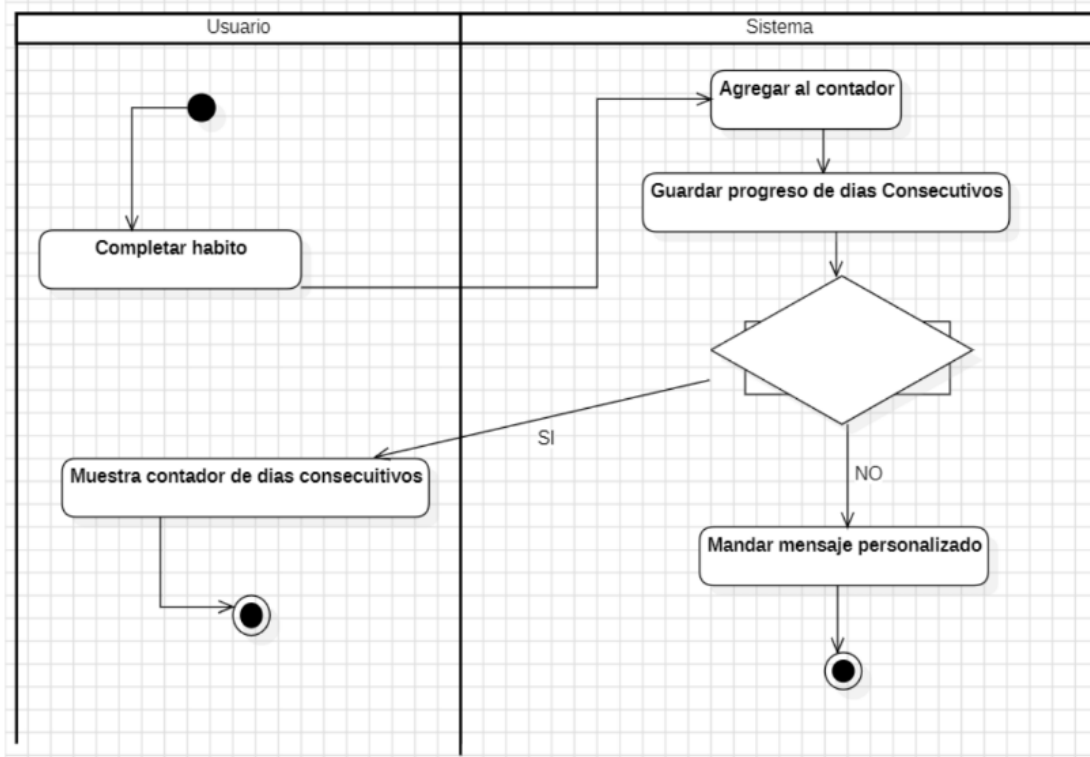 Usuario
Sistema
Agregar al contador
Guardar progreso de dias Consecutivos
Completar habito
SI
Muestra contador de dias consecuitivos
NO
Mandar mensaje personalizado